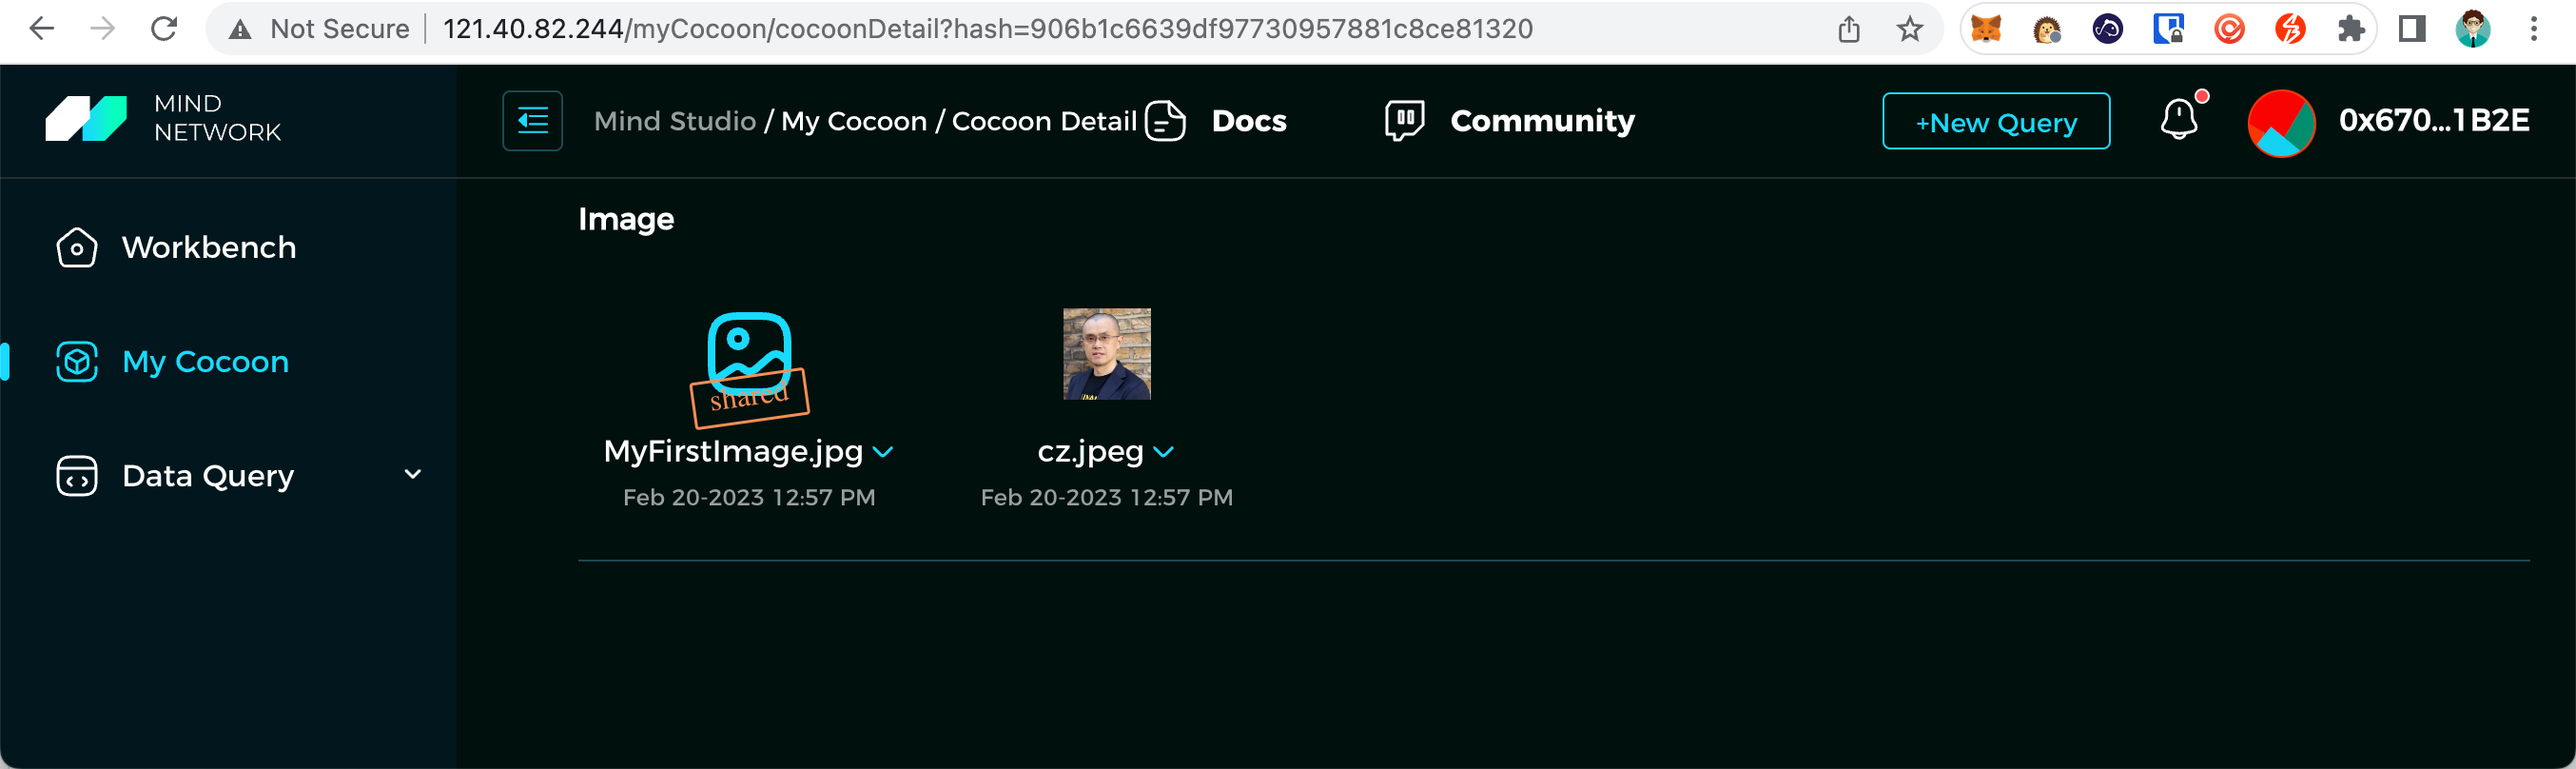 Not Secure 121.40.82.244/myCocoon/cocoonDetail?hash=906b1c6639df97730957881c8ce81320
MIND
NETWORK
Mind Studio / My Cocoon / Cocoon Detail Docs Community +New Query 0x670...1B2E
Workbench
My Cocoon
Data Query
Image
shared
MyFirstImage.jpg cz.jpeg
Feb 20-2023 12:57 PM Feb 20-2023 12:57 PM